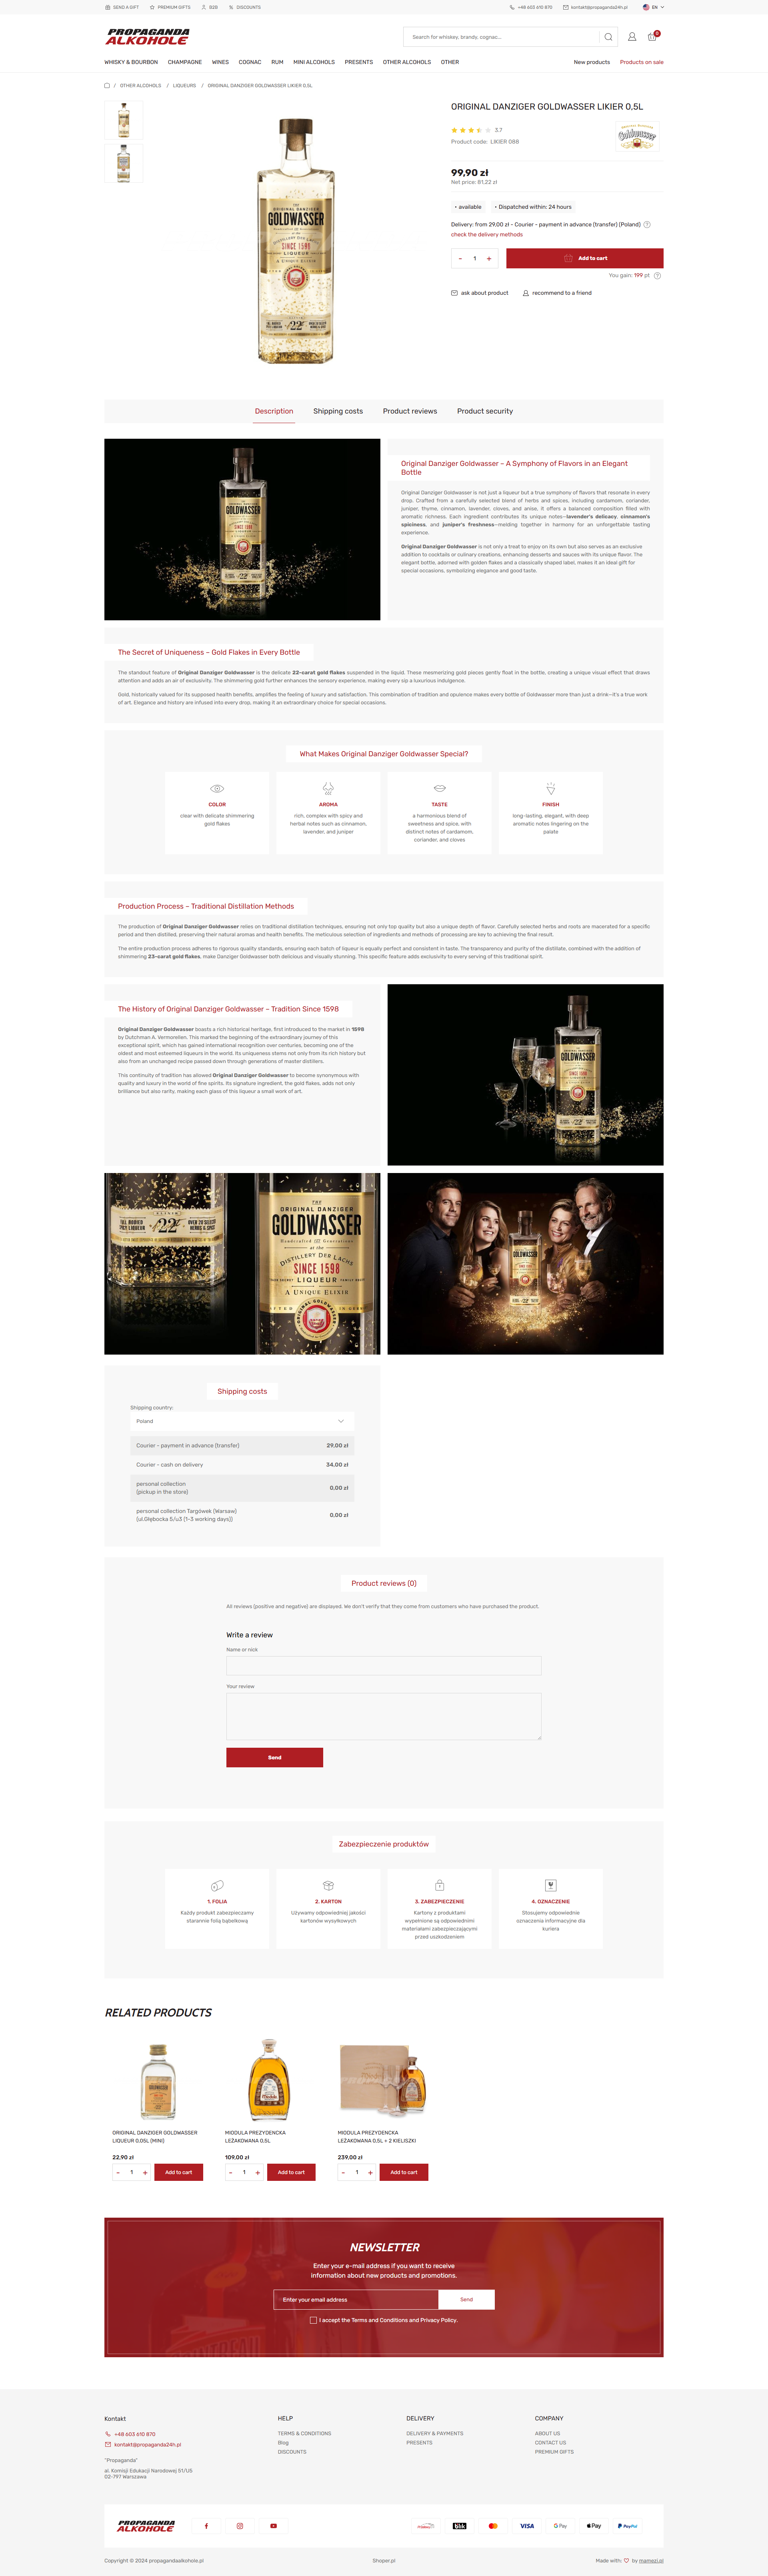 SEND A GIFT
PREMIUM GIFTS
B2B
DISCOUNTS
+48 603 610 870
kontakt@propaganda24h.pl
EN
PROPAGANDA
ALKOHOLE
Search for whiskey, brandy, cognac...
0
WHISKY & BOURBON
CHAMPAGNE
WINES
COGNAC
RUM
MINI ALCOHOLS
PRESENTS
OTHER ALCOHOLS
OTHER
New products
Products on sale
/ OTHER ALCOHOLS / LIQUEURS / ORIGINAL DANZIGER GOLDWASSER LIKIER 0,5L
THE
ORIGINAL DANZIGER
GOLDWASSER
SINCE 1598
LIQUEUR
A UNIQUE ELIXIR
22
ORIGINAL DANZIGER GOLDWASSER LIKIER 0,5L
3.7
Goldwasser
Product code: LIKIER 088
99,90 zł
Net price: 81,22 zł
• available
• Dispatched within: 24 hours
Delivery: from 29,00 zł - Courier - payment in advance (transfer) (Poland)
check the delivery methods
- 1 +
Add to cart
You gain: 199 pt
ask about product
recommend to a friend
Description
Shipping costs
Product reviews
Product security
Original Danziger Goldwasser – A Symphony of Flavors in an Elegant
Bottle
Original Danziger Goldwasser is not just a liqueur but a true symphony of flavors that resonate in every
drop. Crafted from a carefully selected blend of herbs and spices, including cardamom, coriander,
juniper, thyme, cinnamon, lavender, cloves, and anise, it offers a balanced composition filled with
aromatic richness. Each ingredient contributes its unique notes—lavender's delicacy, cinnamon's
spiciness, and juniper's freshness—melding together in harmony for an unforgettable tasting
experience.
Original Danziger Goldwasser is not only a treat to enjoy on its own but also serves as an exclusive
addition to cocktails or culinary creations, enhancing desserts and sauces with its unique flavor. The
elegant bottle, adorned with golden flakes and a classically shaped label, makes it an ideal gift for
special occasions, symbolizing elegance and good taste.
The Secret of Uniqueness – Gold Flakes in Every Bottle
The standout feature of Original Danziger Goldwasser is the delicate 22-carat gold flakes suspended in the liquid. These mesmerizing gold pieces gently float in the bottle, creating a unique visual effect that draws
attention and adds an air of exclusivity. The shimmering gold further enhances the sensory experience, making every sip a luxurious indulgence.
Gold, historically valued for its supposed health benefits, amplifies the feeling of luxury and satisfaction. This combination of tradition and opulence makes every bottle of Goldwasser more than just a drink—it's a true work
of art. Elegance and history are infused into every drop, making it an extraordinary choice for special occasions.
What Makes Original Danziger Goldwasser Special?
COLOR
clear with delicate shimmering
gold flakes
AROMA
rich, complex with spicy and
herbal notes such as cinnamon,
lavender, and juniper
TASTE
a harmonious blend of
sweetness and spice, with
distinct notes of cardamom,
coriander, and cloves
FINISH
long-lasting, elegant, with deep
aromatic notes lingering on the
palate
Production Process – Traditional Distillation Methods
The production of Original Danziger Goldwasser relies on traditional distillation techniques, ensuring not only top quality but also a unique depth of flavor. Carefully selected herbs and roots are macerated for a specific
period and then distilled, preserving their natural aromas and health benefits. The meticulous selection of ingredients and methods of processing are key to achieving the final result.
The entire production process adheres to rigorous quality standards, ensuring each batch of liqueur is equally perfect and consistent in taste. The transparency and purity of the distillate, combined with the addition of
shimmering 23-carat gold flakes, make Danziger Goldwasser both delicious and visually stunning. This specific feature adds exclusivity to every serving of this traditional spirit.
The History of Original Danziger Goldwasser – Tradition Since 1598
Original Danziger Goldwasser boasts a rich historical heritage, first introduced to the market in 1598
by Dutchman A. Vermorellen. This marked the beginning of the extraordinary journey of this
exceptional spirit, which has gained international recognition over centuries, becoming one of the
oldest and most esteemed liqueurs in the world. Its uniqueness stems not only from its rich history but
also from an unchanged recipe passed down through generations of master distillers.
This continuity of tradition has allowed Original Danziger Goldwasser to become synonymous with
quality and luxury in the world of fine spirits. Its signature ingredient, the gold flakes, adds not only
brilliance but also rarity, making each glass of this liqueur a small work of art.
22
THE
ORIGINAL DANZIGER
GOLDWASSER
Handcrafted for Generations
at the
DISTILLERY DER LACHS
SINCE 1598
LIQUEUR
A UNIQUE ELIXIR
Shipping costs
Shipping country:
Poland
Courier - payment in advance (transfer) 29,00 zł
Courier - cash on delivery 34,00 zł
personal collection
(pickup in the store)
0,00 zł
personal collection Targówek (Warsaw)
(ul.Głębocka 5/u3 (1-3 working days))
0,00 zł
Product reviews (0)
All reviews (positive and negative) are displayed. We don't verify that they come from customers who have purchased the product.
Write a review
Name or nick
Your review
Send
Zabezpieczenie produktów
1. FOLIA
Każdy produkt zabezpieczamy
starannie folią bąbelkową
2. KARTON
Używamy odpowiedniej jakości
kartonów wysyłkowych
3. ZABEZPIECZENIE
Kartony z produktami
wypełnione są odpowiednimi
materiałami zabezpieczającymi
przed uszkodzeniem
4. OZNACZENIE
Stosujemy odpowiednie
oznaczenia informacyjne dla
kuriera
RELATED PRODUCTS
ORIGINAL DANZIGER GOLDWASSER
LIQUEUR 0,05L (MINI)
22,90 zł
- 1 +
Add to cart
MIODULA PREZYDENCKA
LEŻAKOWANA 0,5L
109,00 zł
- 1 +
Add to cart
MIODULA PREZYDENCKA
LEŻAKOWANA 0,5L + 2 KIELISZKI
239,00 zł
- 1 +
Add to cart
NEWSLETTER
Enter your e-mail address if you want to receive
information about new products and promotions.
Enter your email address
Send
I accept the Terms and Conditions and Privacy Policy.
Kontakt
+48 603 610 870
kontakt@propaganda24h.pl
"Propaganda"
al. Komisji Edukacji Narodowej 51/U5
02-797 Warszawa
HELP
TERMS & CONDITIONS
Blog
DISCOUNTS
DELIVERY
DELIVERY & PAYMENTS
PRESENTS
COMPANY
ABOUT US
CONTACT US
PREMIUM GIFTS
PROPAGANDA
ALKOHOLE
blik
VISA
G Pay
Pay
PayPal
Copyright © 2024 propagandaalkohole.pl
Shoper.pl
Made with by mamezi.pl